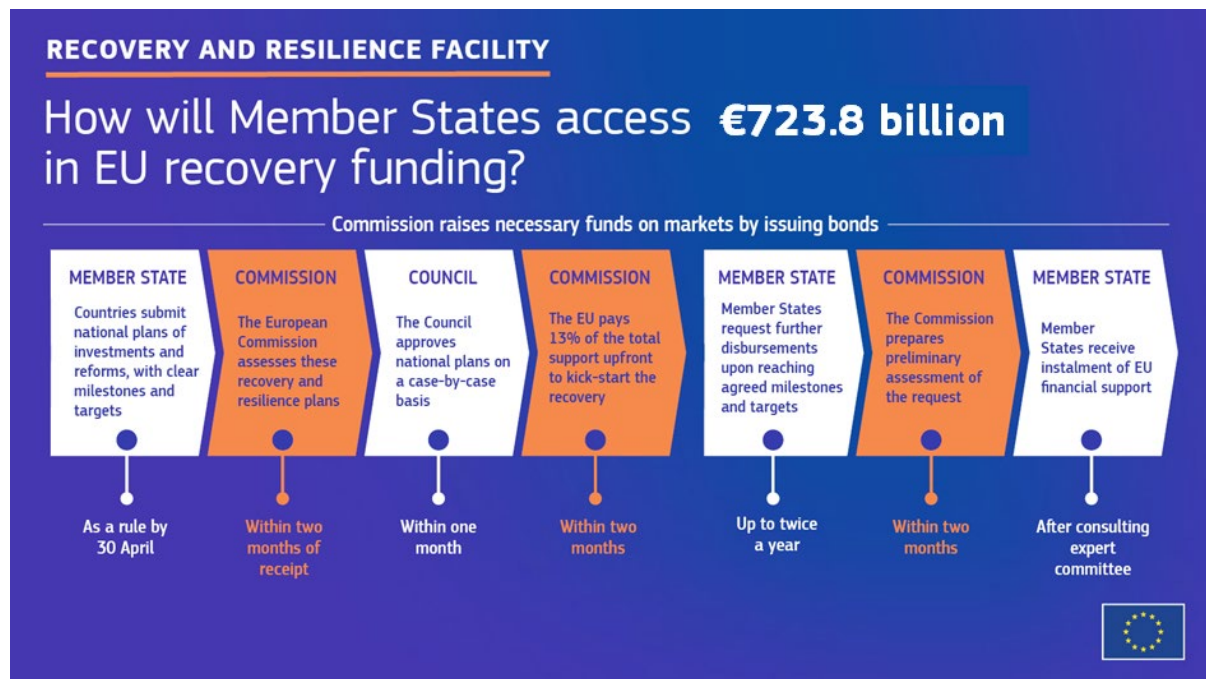 RECOVERY AND RESILIENCE FACILITY
How will Member States access €723.8 billion
in EU recovery funding?
Commission raises necessary funds on markets by issuing bonds
MEMBER STATE
Countries submit
national plans of
investments and
reforms, with clear
milestones and
targets
As a rule by
30 April
COMMISSION
The European
Commission
assesses these
recovery and
resilience plans
Within two
months of
receipt
COUNCIL
The Council
approves
national plans on
a case-by-case
basis
Within one
month
COMMISSION
The EU pays
13% of the total
support upfront
to kick-start the
recovery
Within two
months
MEMBER STATE
Member States
request further
disbursements
upon reaching
agreed milestones
and targets
Up to twice
a year
COMMISSION
The Commission
prepares
preliminary
assessment of
the request
Within two
months
MEMBER STATE
Member
States receive
instalment of EU
financial support
After consulting
expert
committee